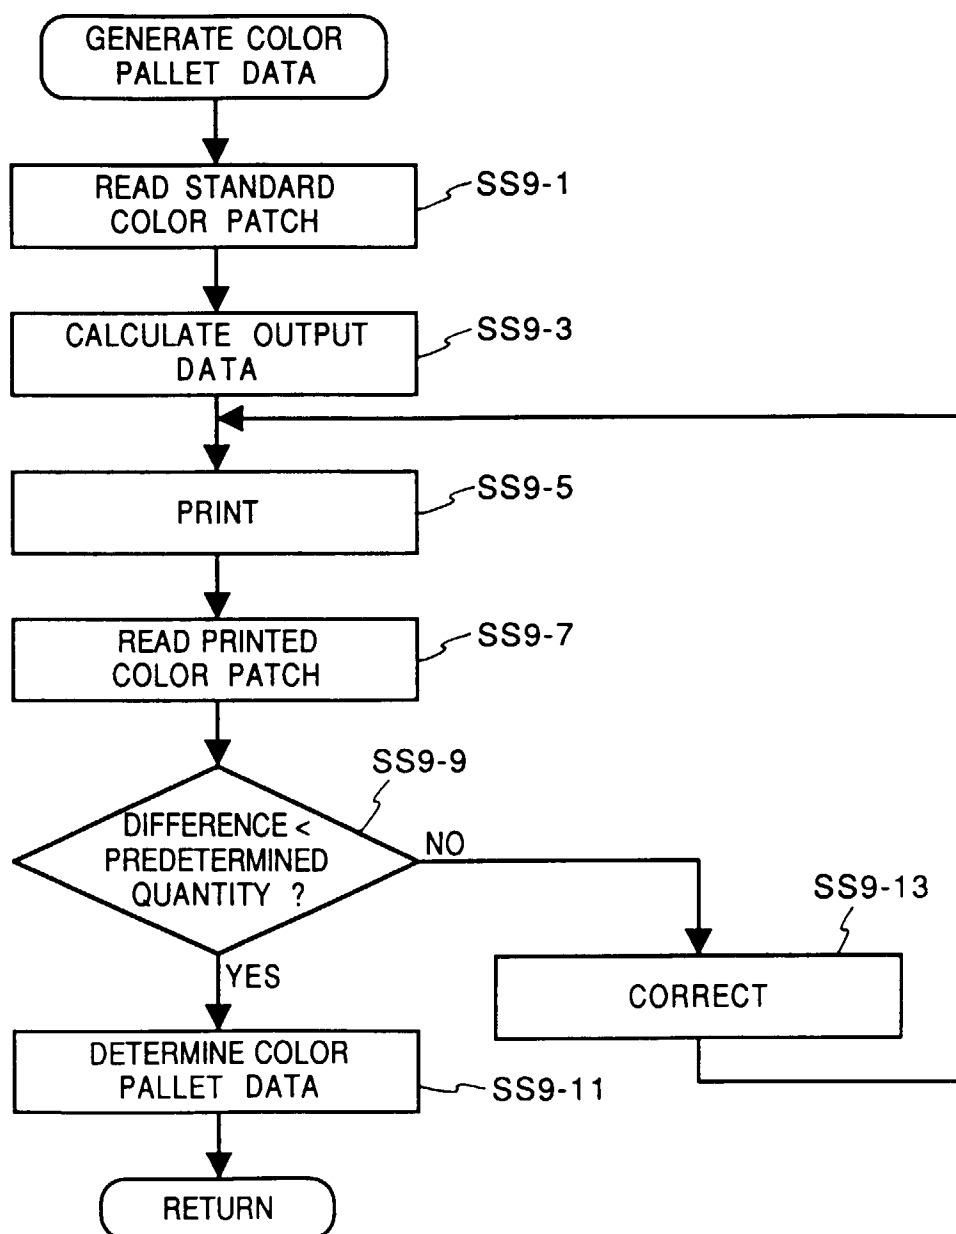 GENERATE COLOR
PALLET DATA
READ STANDARD
COLOR PATCH
SS9-1
CALCULATE OUTPUT
DATA
SS9-3
PRINT
SS9-5
READ PRINTED
COLOR PATCH
SS9-7
SS9-9
DIFFERENCE <
PREDETERMINED
QUANTITY ?
NO
YES
SS9-13
CORRECT
DETERMINE COLOR
PALLET DATA
SS9-11
RETURN